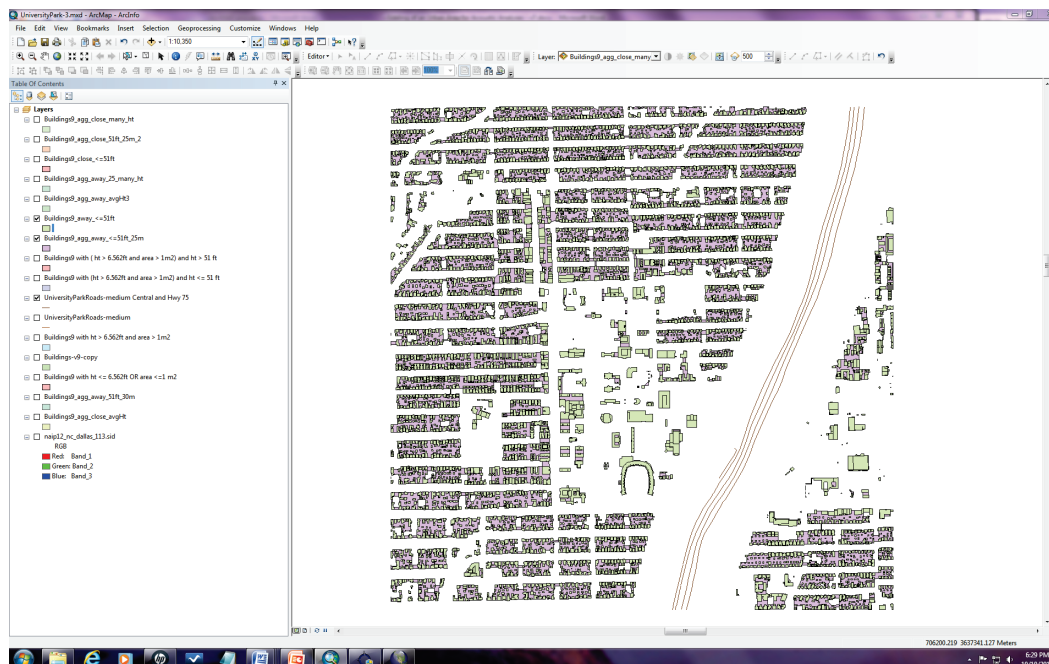 UniversityPark-3.mxd - ArcMap - ArcInfo
File Edit View Bookmarks Insert Selection Geoprocessing Customize Windows Help
1:10,350
Editor
Layer: Buildings9_agg_close_many_ 500
Table Of Contents
Layers
Buildings9_agg_close_many_ht
Buildings9_agg_close_51ft_25m_2
Buildings9_close_<=51ft
Buildings9_agg_away_25_many_ht
Buildings9_agg_away_avgHt3
Buildings9_away_<=51ft
Buildings9_agg_away_<=51ft_25m
Buildings9 with ( ht > 6.562ft and area > 1m2) and ht > 51 ft
Buildings9 with (ht > 6.562ft and area > 1m2) and ht <= 51 ft
UniversityParkRoads-medium Central and Hwy 75
UniversityParkRoads-medium
Buildings9 with ht > 6.562ft and area > 1m2
Buildings-v9-copy
Buildings9 with ht <= 6.562ft OR area <=1 m2
Buildings9_agg_away_51ft_30m
Buildings9_agg_close_avgHt
naip12_nc_dallas_113.sid
RGB
Red: Band_1
Green: Band_2
Blue: Band_3
706200.219 3637341.127 Meters
6:29 PM